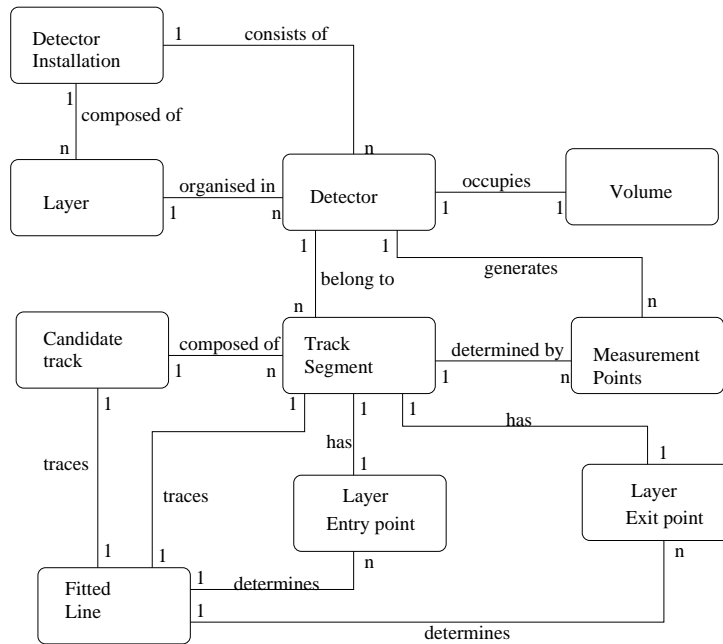 Detector
Installation
1
consists of
1
composed of
n
n
Layer
organised in
1
n
Detector
occupies
1
1
Volume
1
1
belong to
generates
n
n
Candidate
track
composed of
1
n
Track
Segment
determined by
1
n
Measurement
Points
1
1
1
1
has
has
traces
traces
1
1
Layer
Entry point
Layer
Exit point
1
1
n
n
Fitted
Line
1
determines
1
determines